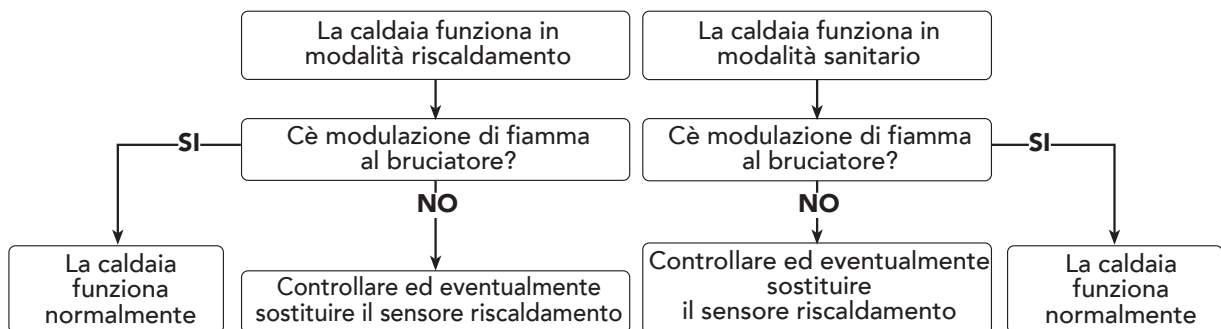 La caldaia funziona in
modalità riscaldamento
La caldaia funziona in
modalità sanitario
SI
Cè modulazione di fiamma
al bruciatore?
Cè modulazione di fiamma
al bruciatore?
SI
NO
NO
La caldaia
funziona
normalmente
Controllare ed eventualmente
sostituire il sensore riscaldamento
Controllare ed eventualmente
sostituire
il sensore riscaldamento
La caldaia
funziona
normalmente